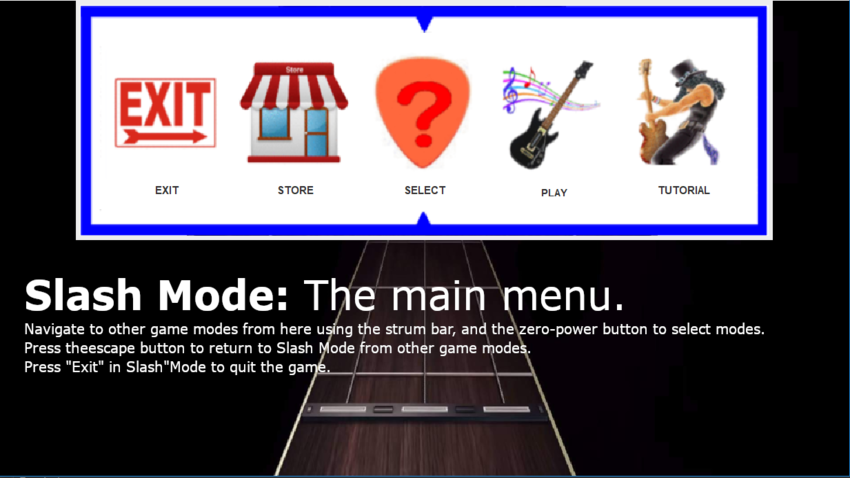 Store
EXIT
EXIT STORE SELECT PLAY TUTORIAL
Slash Mode: The main menu.
Navigate to other game modes from here using the strum bar, and the zero-power button to select modes.
Press theescape button to return to Slash Mode from other game modes.
Press "Exit" in Slash"Mode to quit the game.